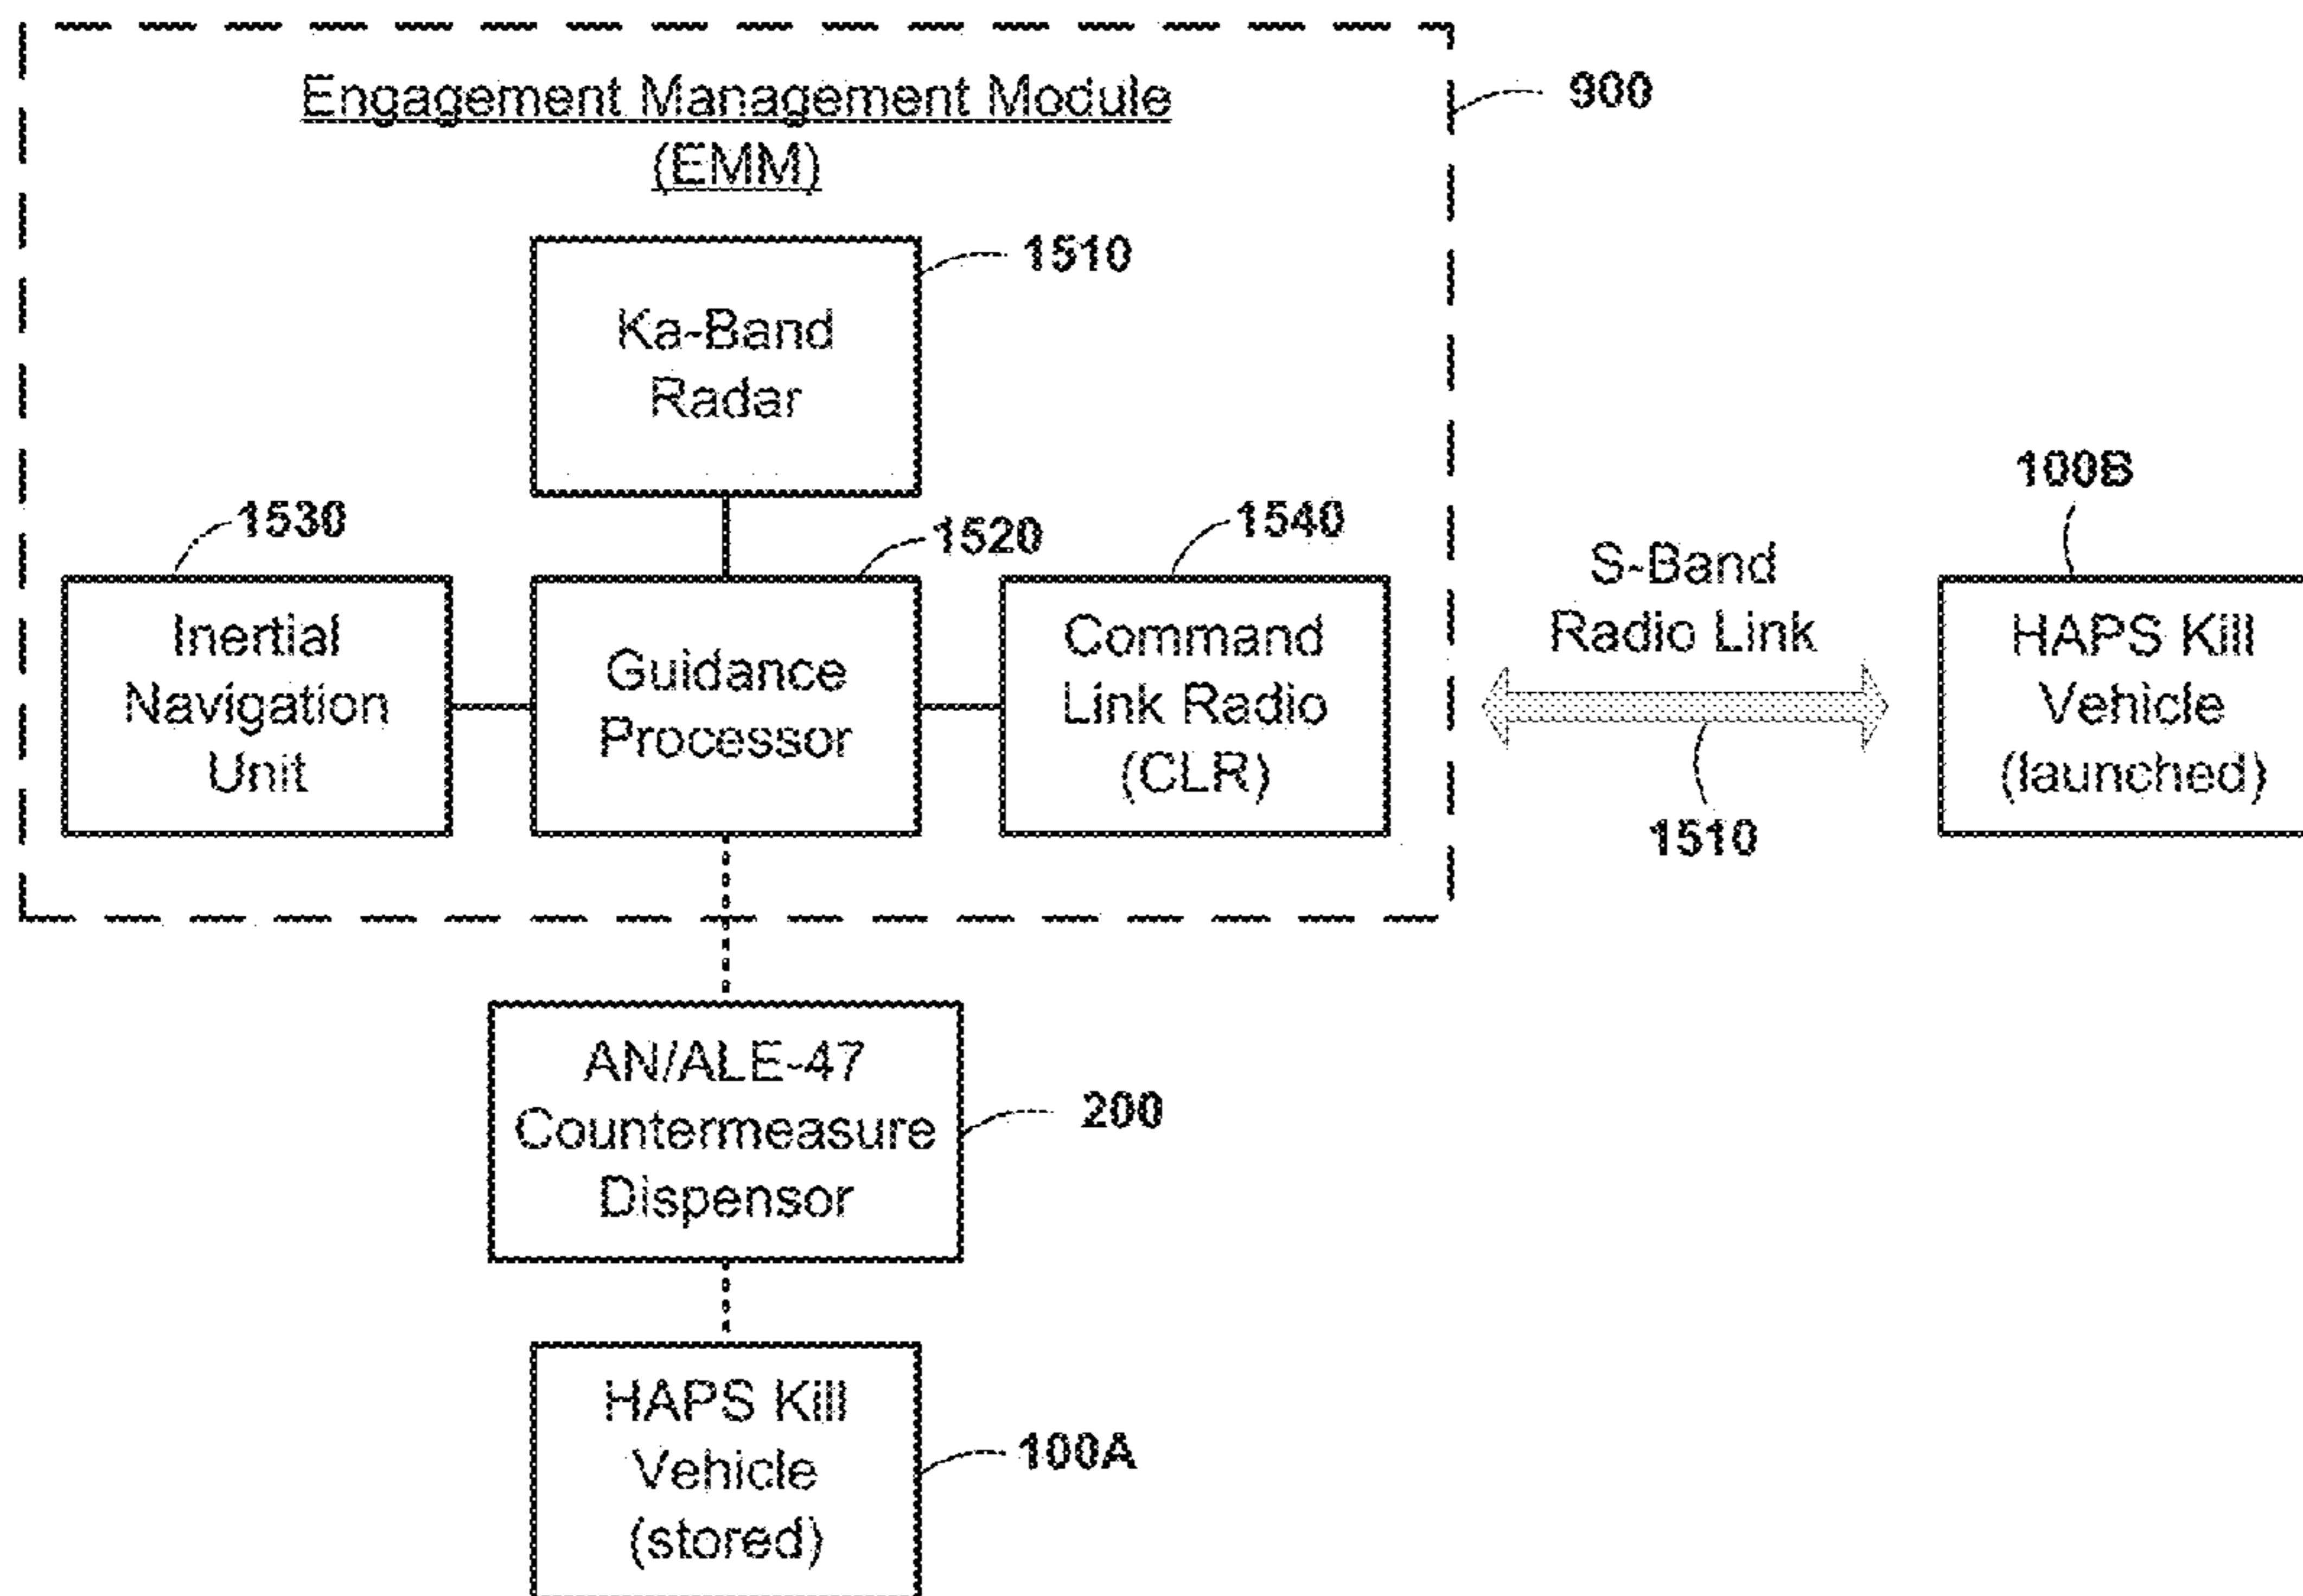 Engagement Management Module
(EMM)
900
1510
Ka-Band
Radar
1530
1520
1540
100B
Inertial
Navigation
Unit
Guidance
Processor
Command
Link Radio
(CLR)
S-Band
Radio Link
1510
HAPS Kill
Vehicle
(launched)
AN/ALE-47
Countermeasure
Dispensor
200
HAPS Kill
Vehicle
(stored)
100A